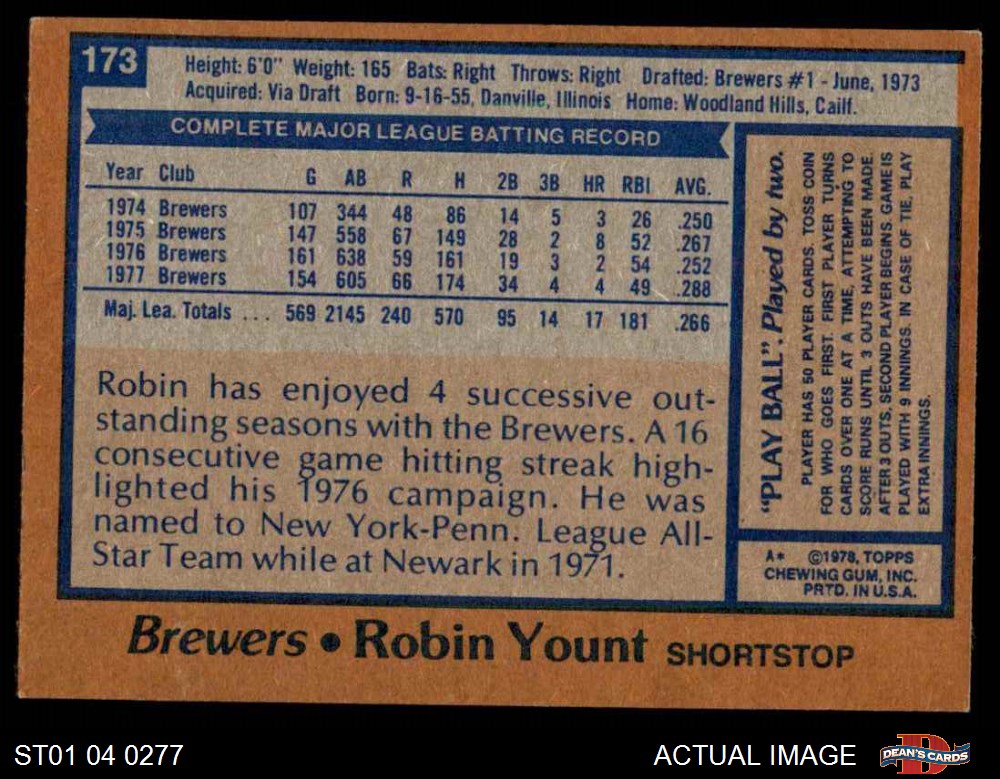 173
Height: 6'0" Weight: 165 Bats: Right Throws: Right Drafted: Brewers #1 - June, 1973
Acquired: Via Draft Born: 9-16-55, Danville, Illinois Home: Woodland Hills, Cailf.
COMPLETE MAJOR LEAGUE BATTING RECORD
Year Club G AB R H 2B 3B HR RBI AVG.
1974 Brewers 107 344 48 86 14 5 3 26 .250
1975 Brewers 147 558 67 149 28 2 8 52 .267
1976 Brewers 161 638 59 161 19 3 2 54 .252
1977 Brewers 154 605 66 174 34 4 4 49 .288
Maj. Lea. Totals ... 569 2145 240 570 95 14 17 181 .266
Robin has enjoyed 4 successive out-
standing seasons with the Brewers. A 16
consecutive game hitting streak high-
lighted his 1976 campaign. He was
named to New York-Penn. League All-
Star Team while at Newark in 1971.
"PLAY BALL". Played by two.
PLAYER HAS 50 PLAYER CARDS. TOSS COIN
FOR WHO GOES FIRST. FIRST PLAYER TURNS
CARDS OVER ONE AT A TIME, ATTEMPTING TO
SCORE RUNS UNTIL 3 OUTS HAVE BEEN MADE.
AFTER 3 OUTS, SECOND PLAYER BEGINS. GAME IS
PLAYED WITH 9 INNINGS. IN CASE OF TIE, PLAY
EXTRA INNINGS.
A* ©1978, TOPPS
CHEWING GUM, INC.
PRTD. IN U.S.A.
Brewers • Robin Yount SHORTSTOP
ST01 04 0277
ACTUAL IMAGE
D
DEAN'S CARDS